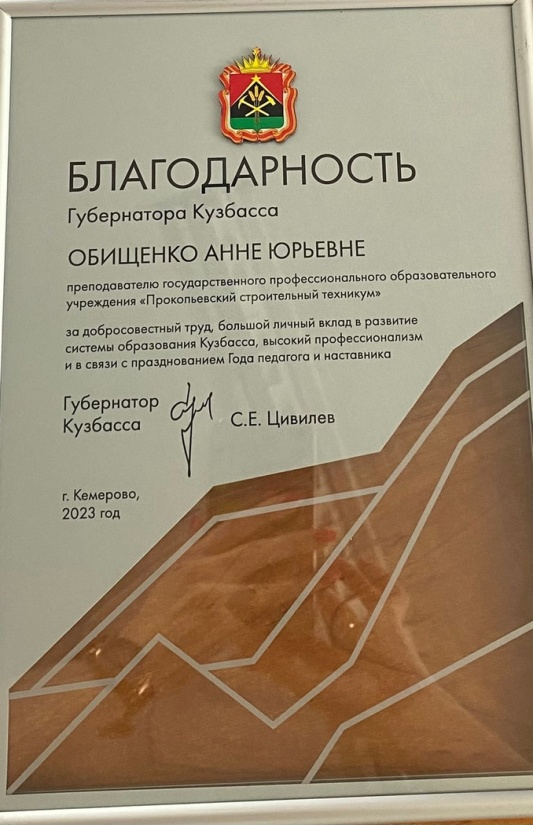 БЛАГОДАРНОСТЬ
Губернатора Кузбасса
ОБИЩЕНКО АННЕ ЮРЬЕВНЕ
преподавателю государственного профессионального образовательного
учреждения «Прокопьевский строительный техникум»
за добросовестный труд, большой личный вклад в развитие
системы образования Кузбасса, высокий профессионализм
и в связи с празднованием Года педагога и наставника
Губернатор
Кузбасса
С.Е. Цивилев
г. Кемерово,
2023 год